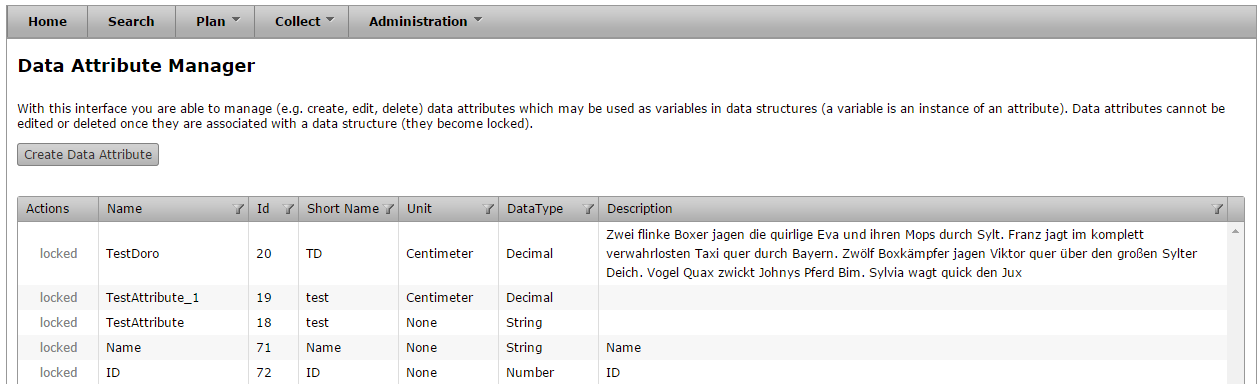 Home Search Plan Collect Administration
Data Attribute Manager
With this interface you are able to manage (e.g. create, edit, delete) data attributes which may be used as variables in data structures (a variable is an instance of an attribute). Data attributes cannot be
edited or deleted once they are associated with a data structure (they become locked).
Create Data Attribute
Actions Name Id Short Name Unit DataType Description
locked TestDoro 20 TD Centimeter Decimal Zwei flinke Boxer jagen die quirlige Eva und ihren Mops durch Sylt. Franz jagt im komplett
verwahrlosten Taxi quer durch Bayern. Zwölf Boxkämpfer jagen Viktor quer über den großen Sylter
Deich. Vogel Quax zwickt Johnys Pferd Bim. Sylvia wagt quick den Jux
locked TestAttribute_1 19 test Centimeter Decimal
locked TestAttribute 18 test None String
locked Name 71 Name None String Name
locked ID 72 ID None Number ID